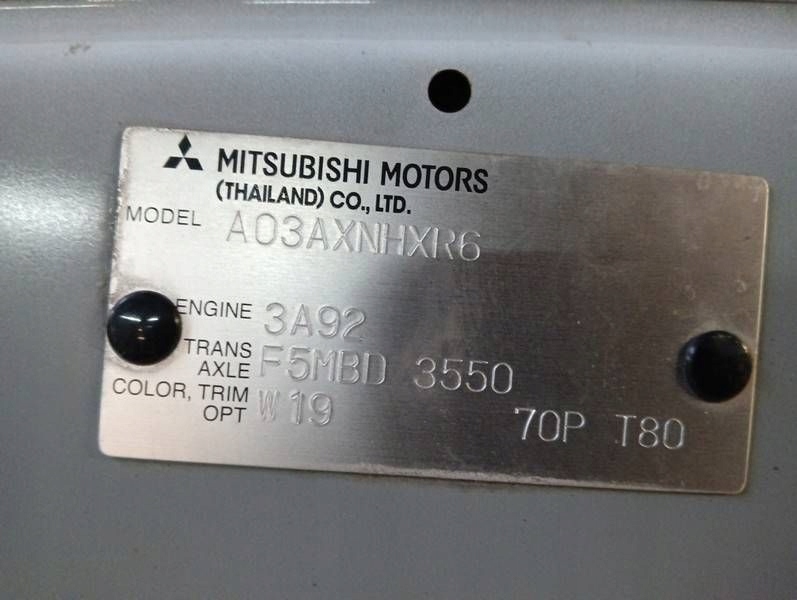 MITSUBISHI MOTORS
(THAILAND) CO., LTD.
MODEL A03AXNHXR6
ENGINE 3A92
TRANS AXLE F5MBD 3550
COLOR, TRIM OPT W19 70P T80